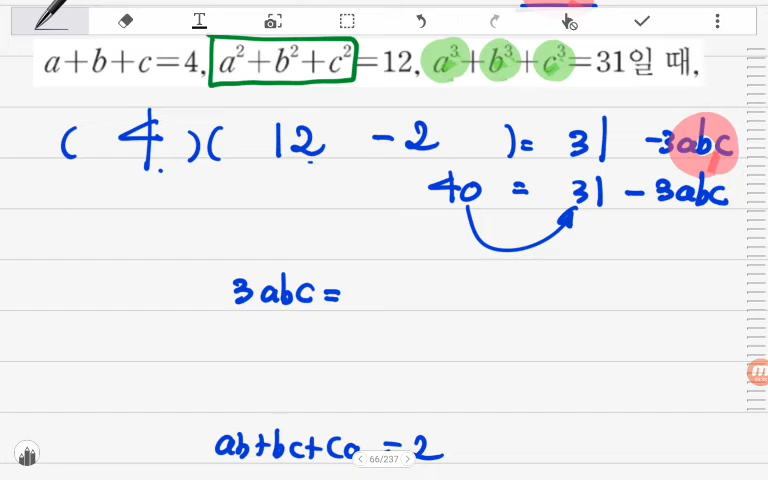 a+b+c=4, a²+b²+c²=12, a³+b³+c³=31일 때,
( 4 )( 12 -2 )= 31 -3abc
40 = 31 - 3abc
3abc =
ab+bc+ca = 2
66/237